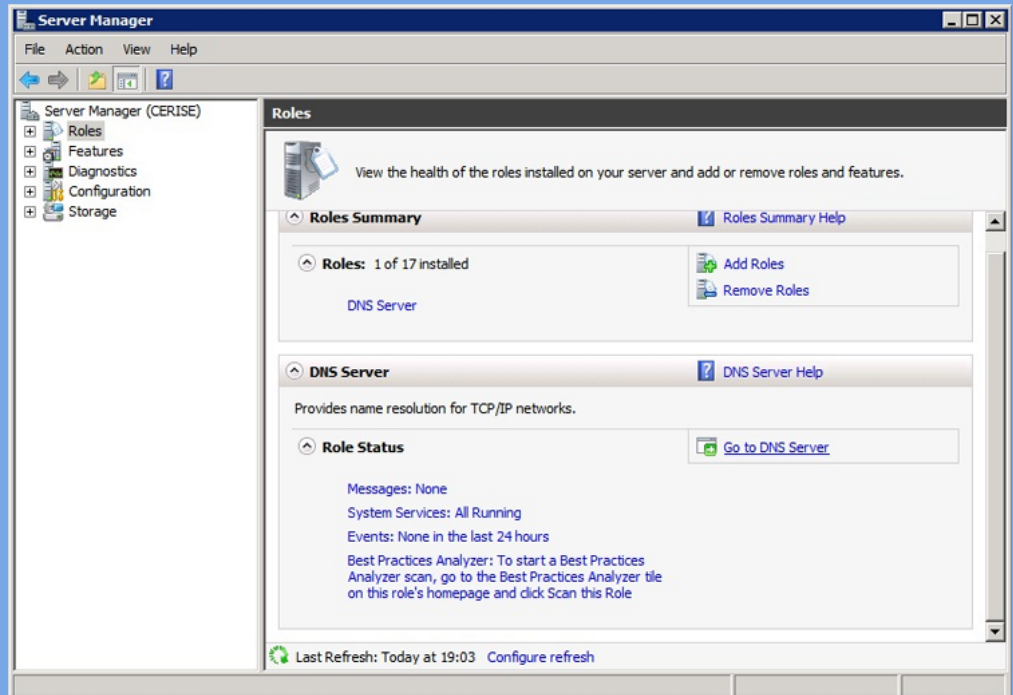 Server Manager
File Action View Help
Server Manager (CERISE)
Roles
Features
Diagnostics
Configuration
Storage
Roles
View the health of the roles installed on your server and add or remove roles and features.
Roles Summary Roles Summary Help
Roles: 1 of 17 installed Add Roles
Remove Roles
DNS Server
DNS Server DNS Server Help
Provides name resolution for TCP/IP networks.
Role Status Go to DNS Server
Messages: None
System Services: All Running
Events: None in the last 24 hours
Best Practices Analyzer: To start a Best Practices
Analyzer scan, go to the Best Practices Analyzer tile
on this role's homepage and click Scan this Role
Last Refresh: Today at 19:03 Configure refresh